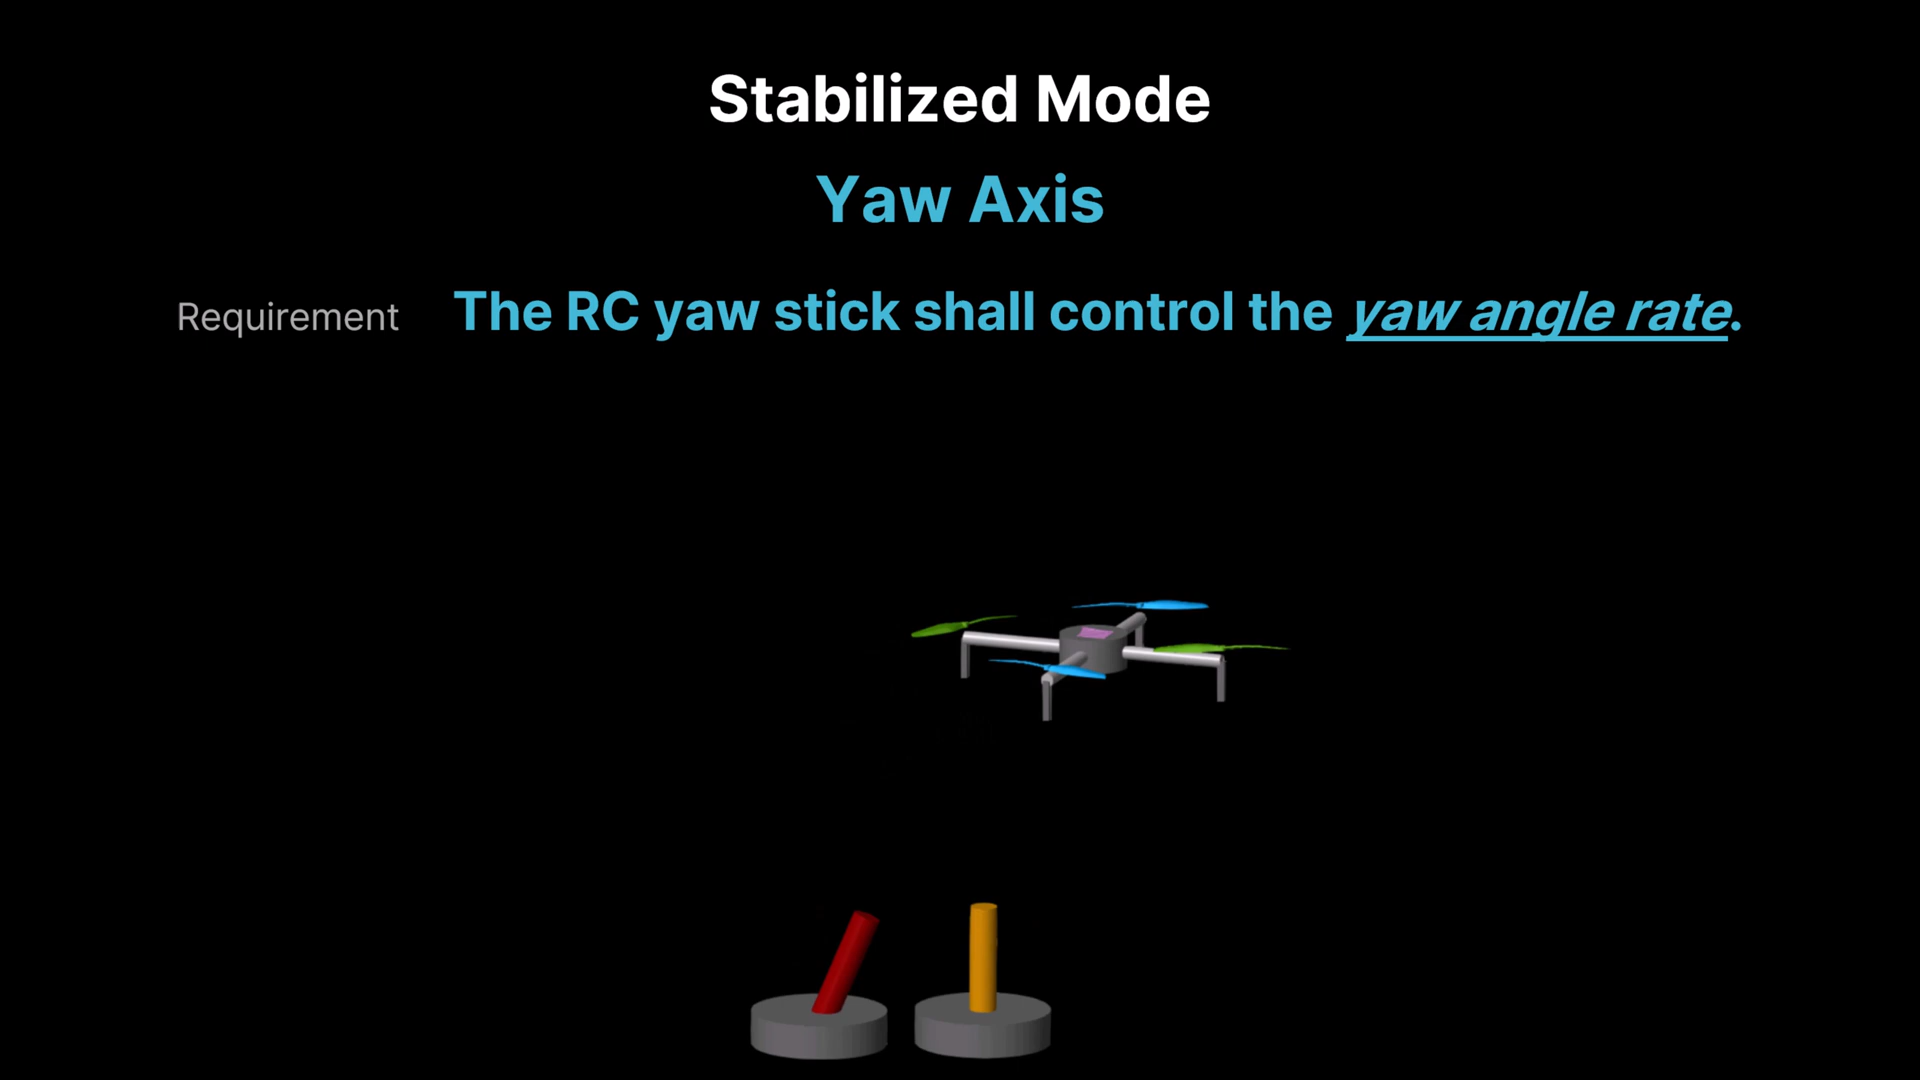 Stabilized Mode
Yaw Axis
Requirement The RC yaw stick shall control the yaw angle rate.